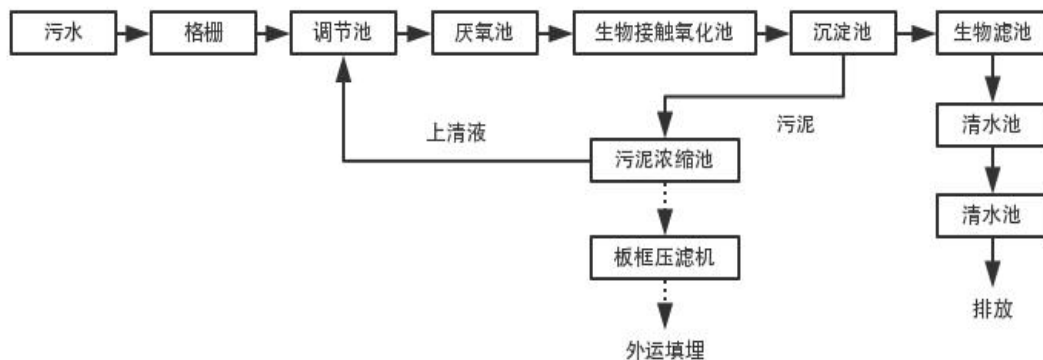 污水
格栅
调节池
厌氧池
生物接触氧化池
沉淀池
生物滤池
上清液
污泥
清水池
污泥浓缩池
清水池
板框压滤机
排放
外运填埋